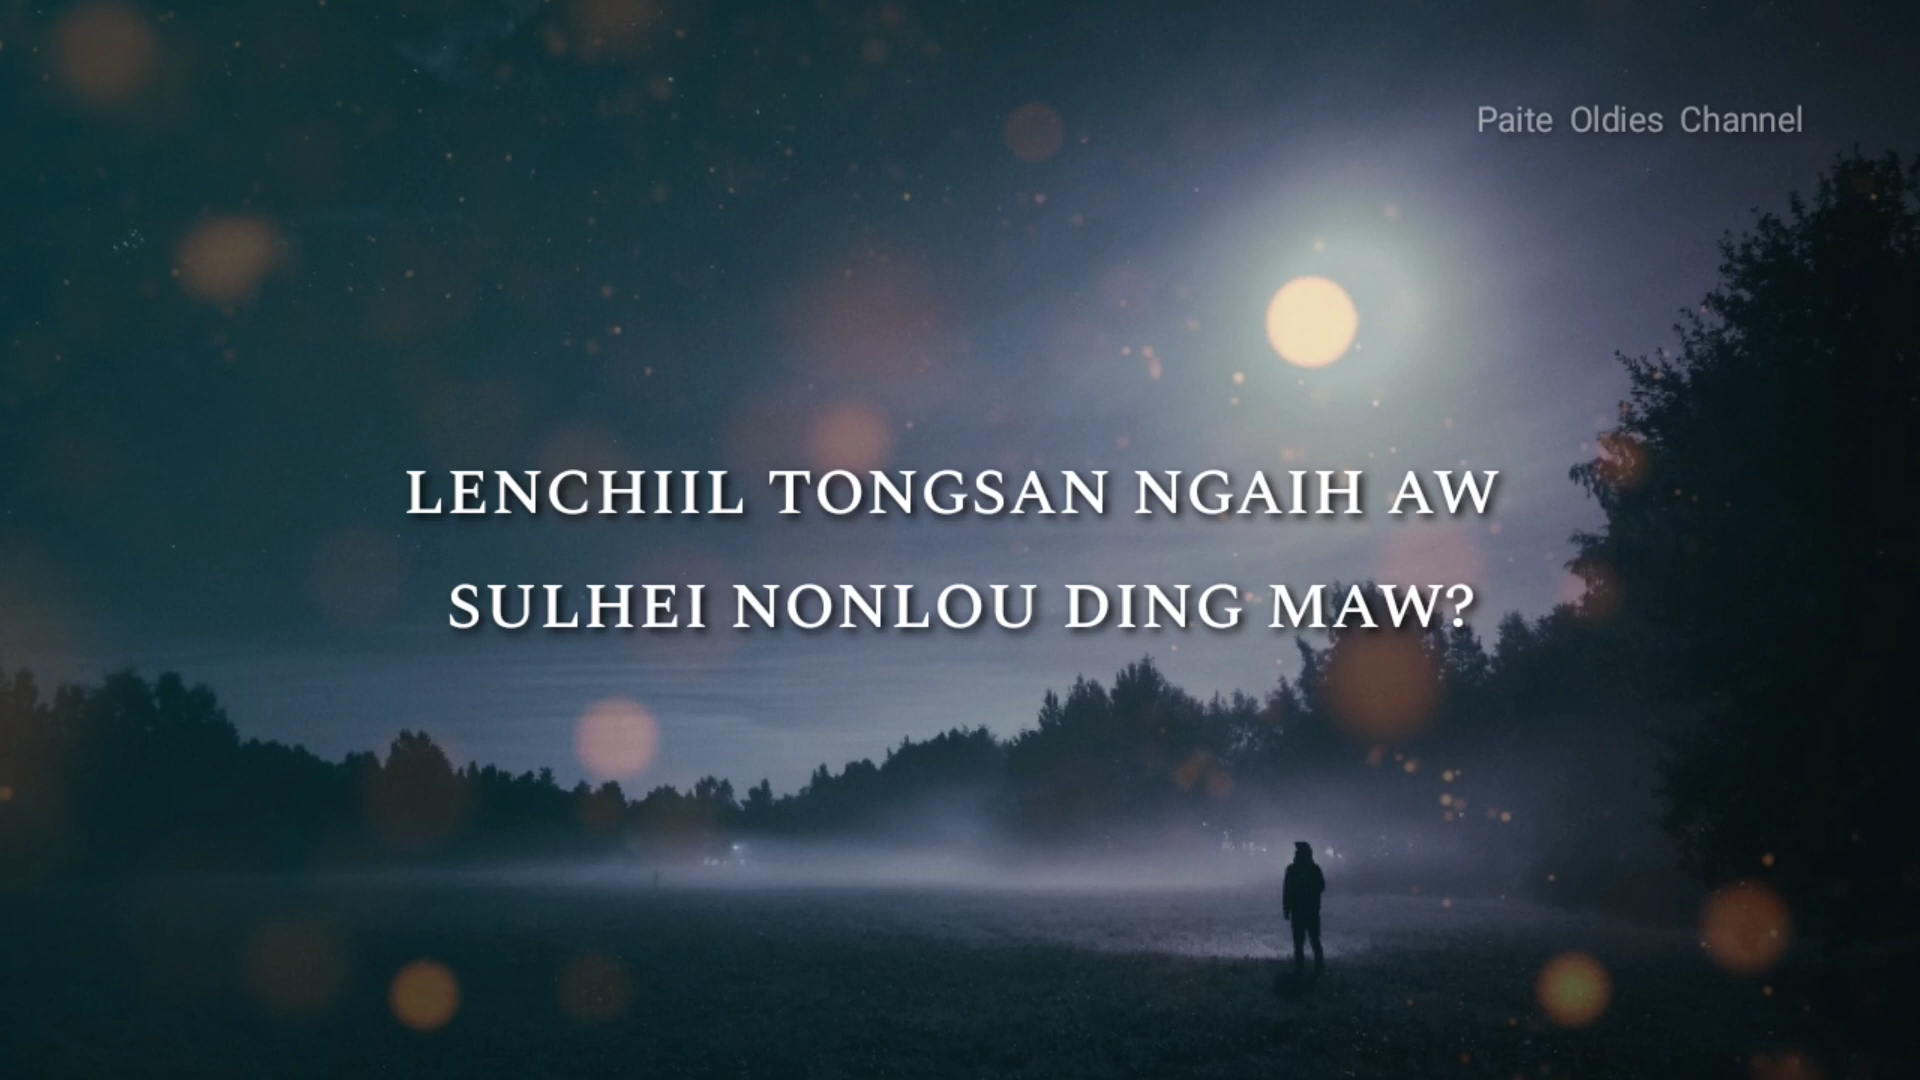 Paite Oldies Channel
LENCHIIL TONGSAN NGAIH AW
SULHEI NONLOU DING MAW?